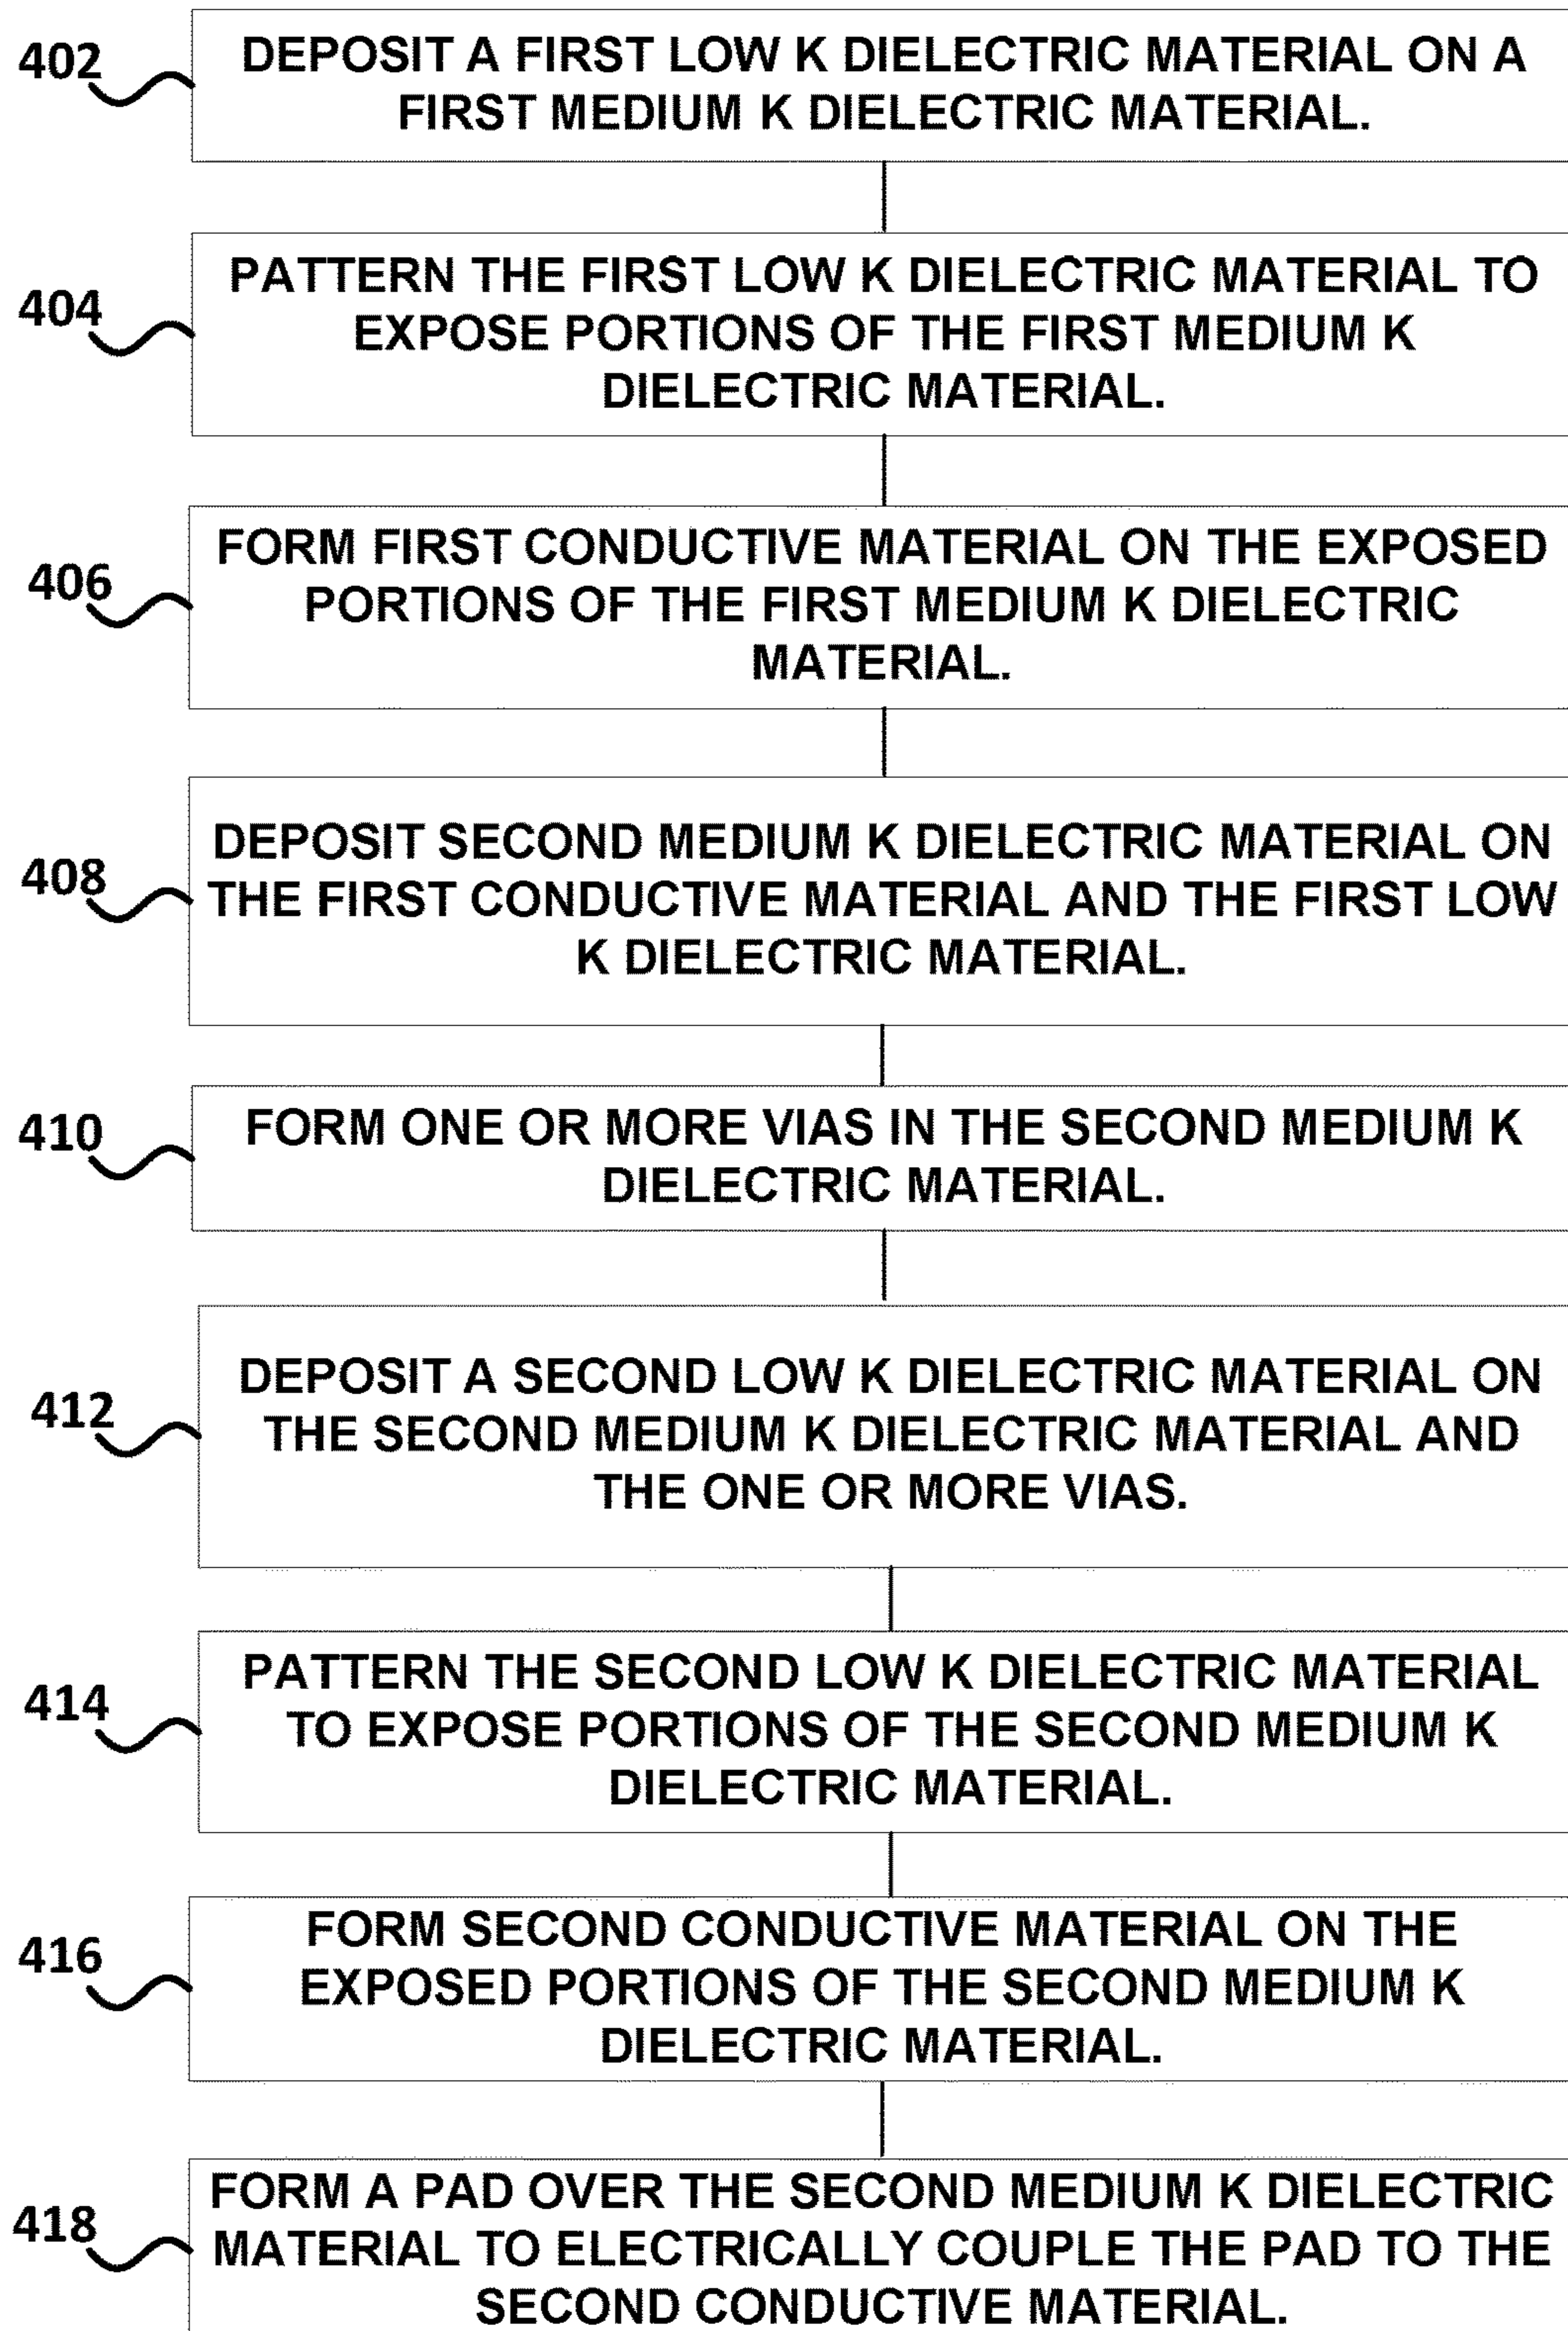 402
DEPOSIT A FIRST LOW K DIELECTRIC MATERIAL ON A
FIRST MEDIUM K DIELECTRIC MATERIAL.
404
PATTERN THE FIRST LOW K DIELECTRIC MATERIAL TO
EXPOSE PORTIONS OF THE FIRST MEDIUM K
DIELECTRIC MATERIAL.
406
FORM FIRST CONDUCTIVE MATERIAL ON THE EXPOSED
PORTIONS OF THE FIRST MEDIUM K DIELECTRIC
MATERIAL.
408
DEPOSIT SECOND MEDIUM K DIELECTRIC MATERIAL ON
THE FIRST CONDUCTIVE MATERIAL AND THE FIRST LOW
K DIELECTRIC MATERIAL.
410
FORM ONE OR MORE VIAS IN THE SECOND MEDIUM K
DIELECTRIC MATERIAL.
412
DEPOSIT A SECOND LOW K DIELECTRIC MATERIAL ON
THE SECOND MEDIUM K DIELECTRIC MATERIAL AND
THE ONE OR MORE VIAS.
414
PATTERN THE SECOND LOW K DIELECTRIC MATERIAL
TO EXPOSE PORTIONS OF THE SECOND MEDIUM K
DIELECTRIC MATERIAL.
416
FORM SECOND CONDUCTIVE MATERIAL ON THE
EXPOSED PORTIONS OF THE SECOND MEDIUM K
DIELECTRIC MATERIAL.
418
FORM A PAD OVER THE SECOND MEDIUM K DIELECTRIC
MATERIAL TO ELECTRICALLY COUPLE THE PAD TO THE
SECOND CONDUCTIVE MATERIAL.